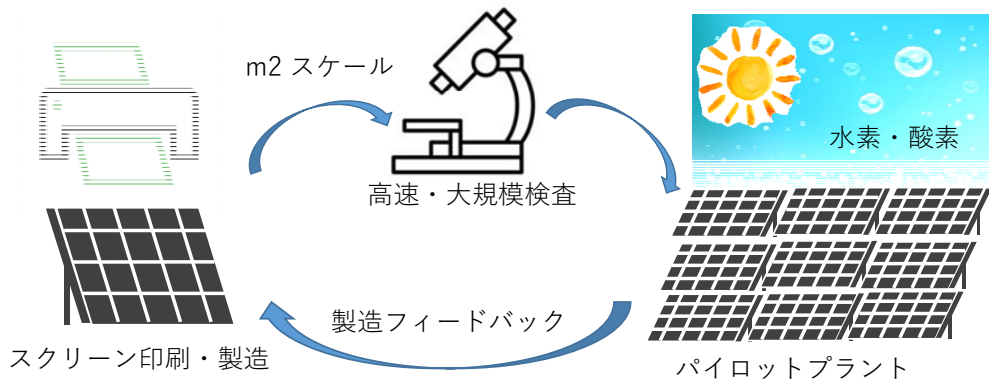 m2 スケール
水素・酸素
高速・大規模検査
製造フィードバック
スクリーン印刷・製造
パイロットプラント